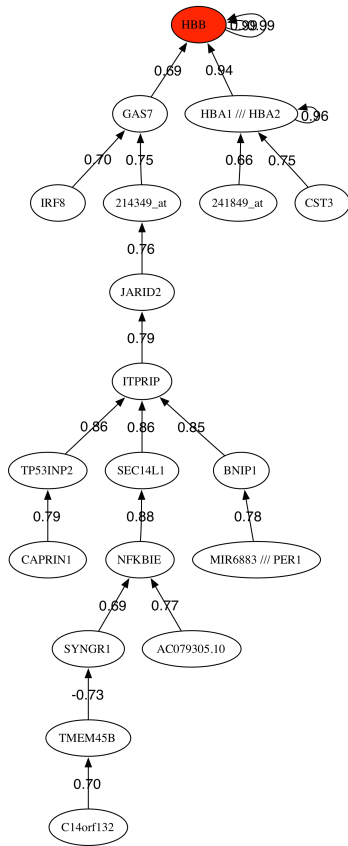 HBB
0.99
0.99
0.69
0.94
GAS7
HBA1 /// HBA2
0.96
0.70
0.75
0.66
0.75
IRF8
214349_at
241849_at
CST3
0.76
JARID2
0.79
ITPRIP
0.86
0.86
0.85
TP53INP2
SEC14L1
BNIP1
0.79
0.88
0.78
CAPRIN1
NFKBIE
MIR6883 /// PER1
0.69
0.77
SYNGR1
AC079305.10
-0.73
TMEM45B
0.70
C14orf132